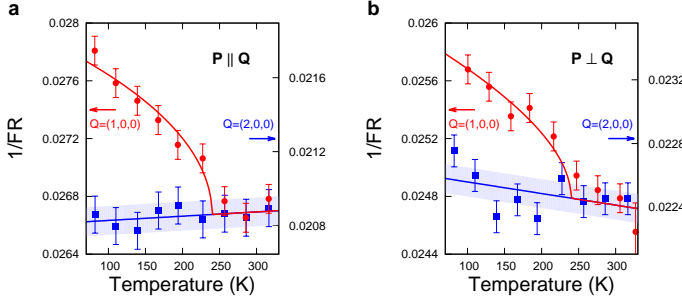 a
0.028
0.0276
0.0272
0.0268
0.0264
1/FR
P || Q
Q=(1,0,0)
Q=(2,0,0)
0.0216
0.0212
0.0208
100 150 200 250 300
Temperature (K)
b
0.026
0.0256
0.0252
0.0248
0.0244
1/FR
P ⊥ Q
Q=(1,0,0)
Q=(2,0,0)
0.0232
0.0228
0.0224
100 150 200 250 300
Temperature (K)